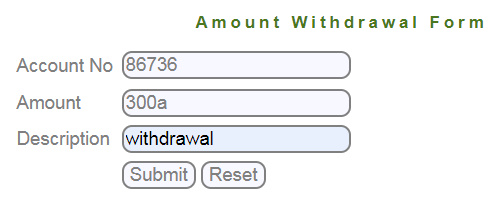 Amount Withdrawal Form
Account No 86736
Amount 300a
Description withdrawal
Submit Reset